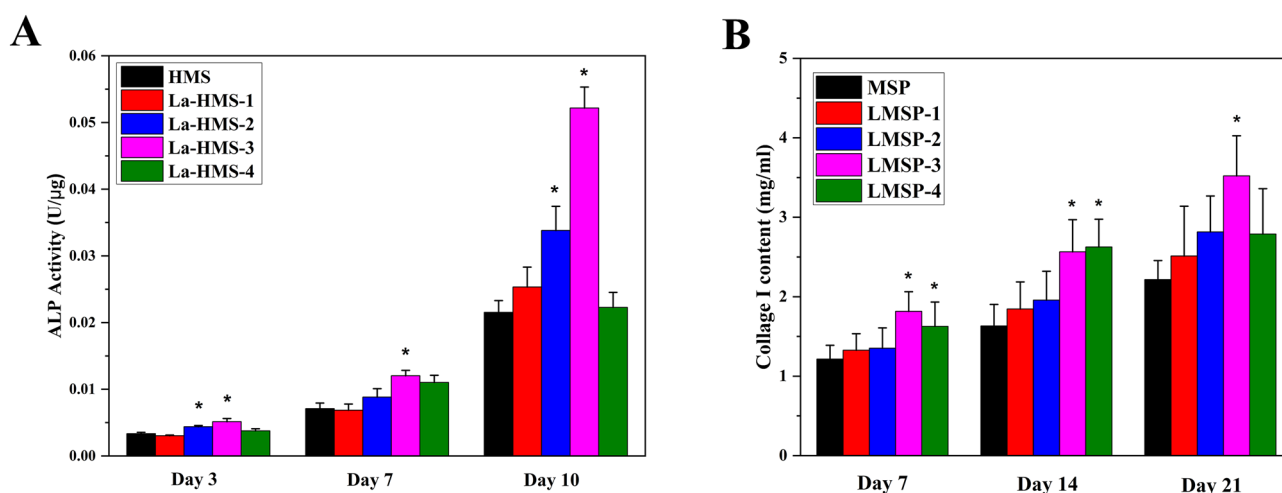 A
ALP Activity (U/µg)
0.06
0.05
0.04
0.03
0.02
0.01
0.00
HMS
La-HMS-1
La-HMS-2
La-HMS-3
La-HMS-4
*
*
*
*
*
Day 3
Day 7
Day 10
B
Collage I content (mg/ml)
5
4
3
2
1
0
MSP
LMSP-1
LMSP-2
LMSP-3
LMSP-4
*
*
*
*
*
Day 7
Day 14
Day 21